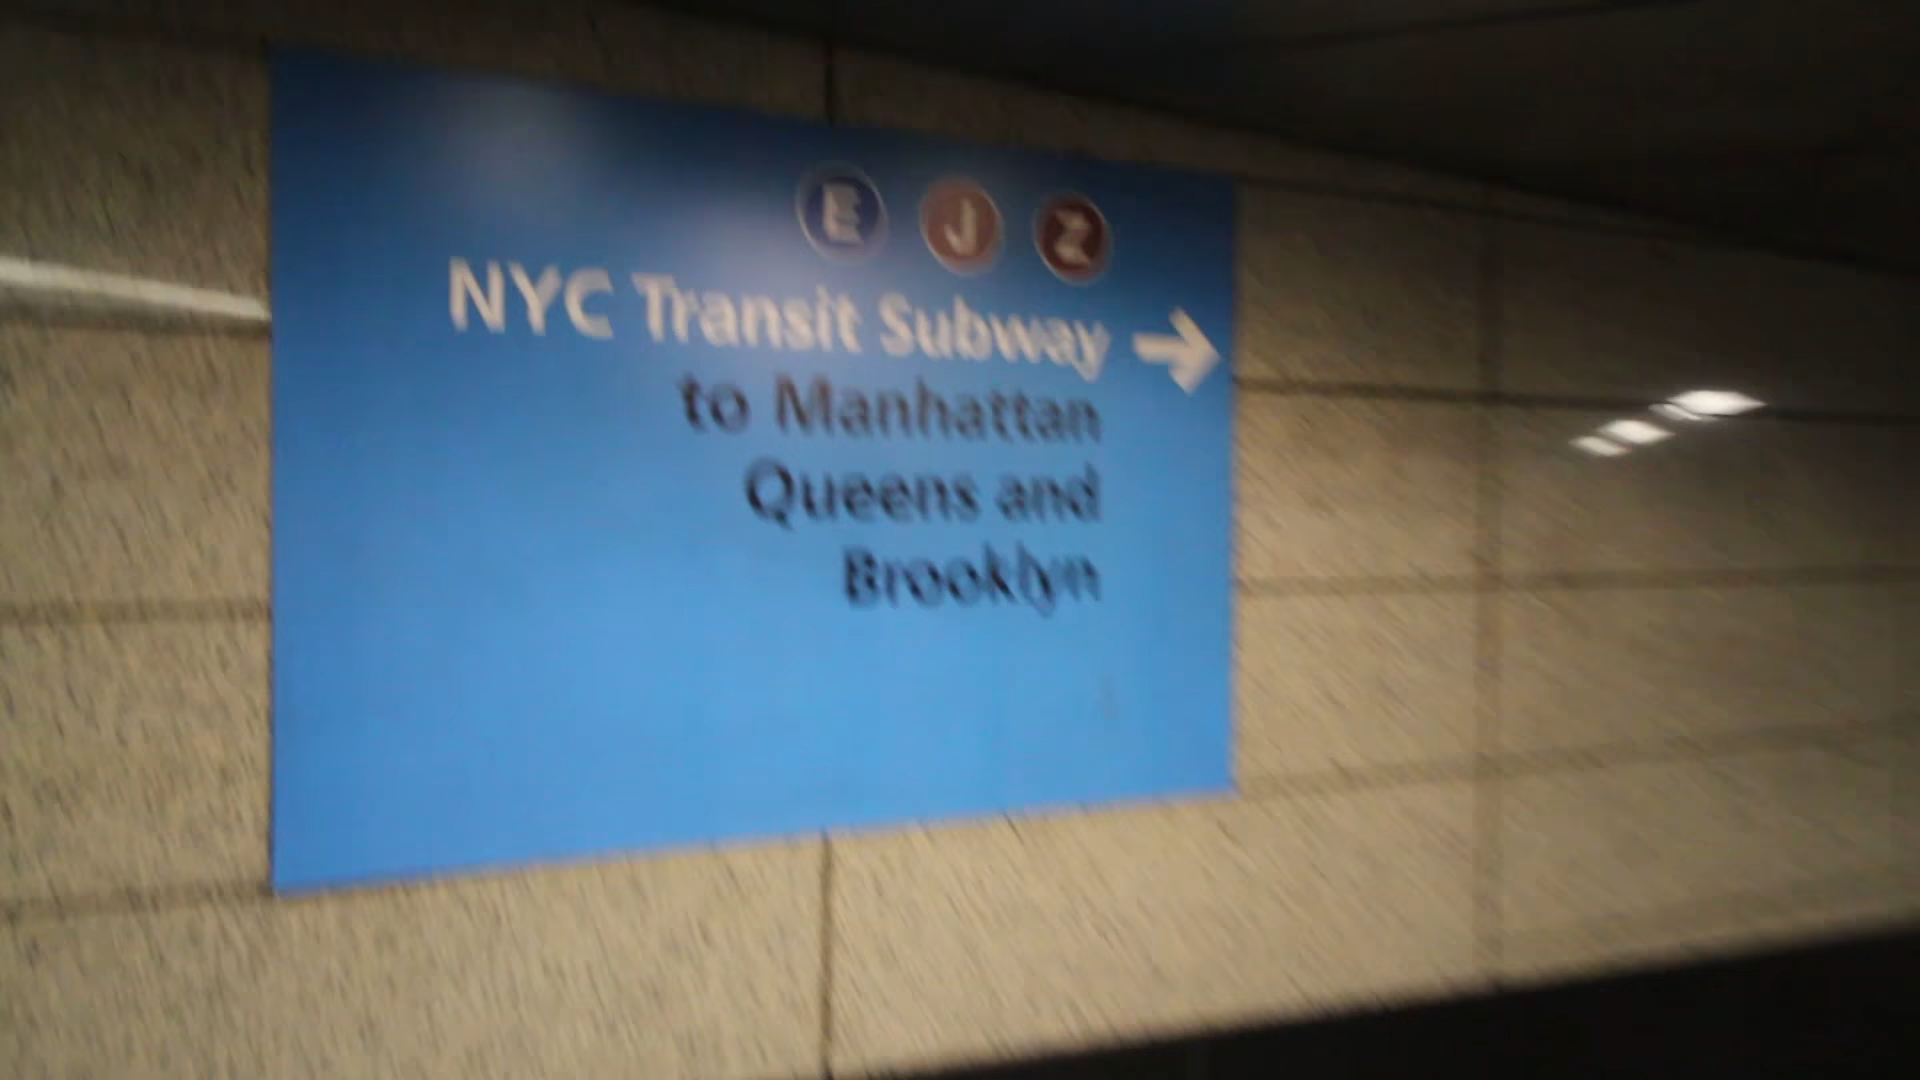 E J Z
NYC Transit Subway →
to Manhattan
Queens and
Brooklyn